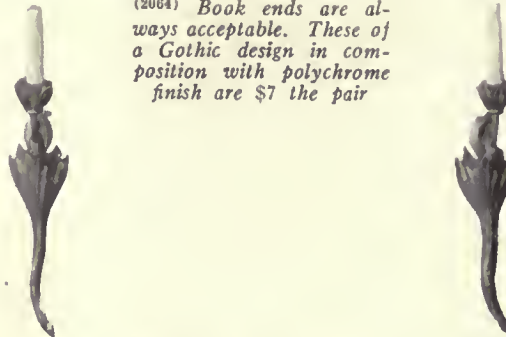 (2064) Book ends are al-
ways acceptable. These of
a Gothic design in com-
position with polychrome
finish are $7 the pair